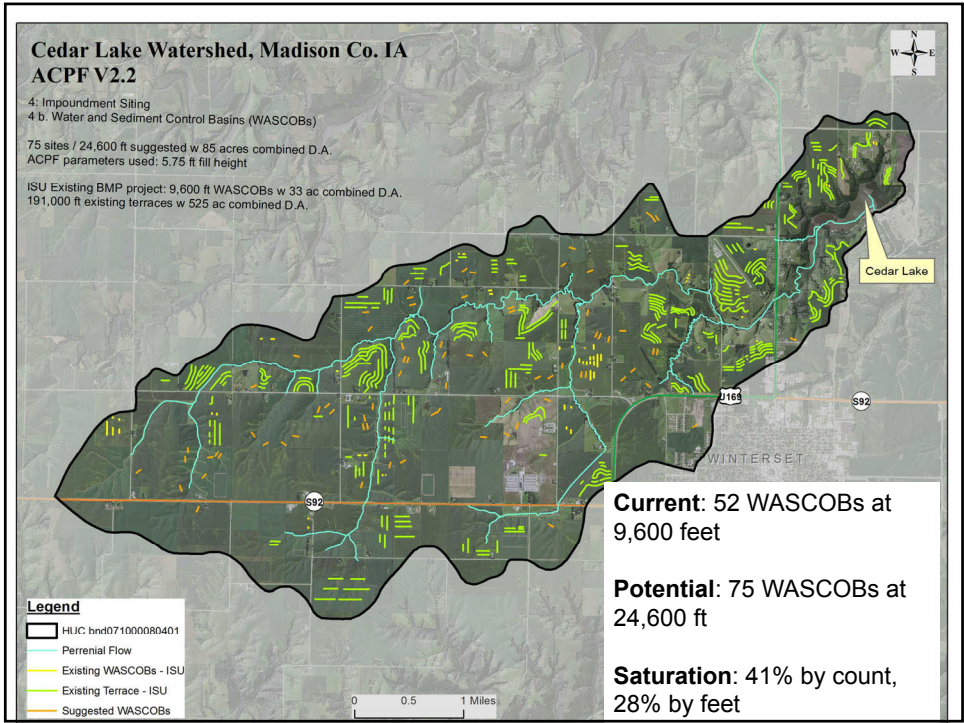 Cedar Lake Watershed, Madison Co. IA
ACPF V2.2
4: Impoundment Siting
4 b. Water and Sediment Control Basins (WASCOBs)
75 sites / 24,600 ft suggested w 85 acres combined D.A.
ACPF parameters used: 5.75 ft fill height
ISU Existing BMP project: 9,600 ft WASCOBs w 33 ac combined D.A.
191,000 ft existing terraces w 525 ac combined D.A.
N
W E
S
Cedar Lake
U169
S92
WINTERSET
S92
Current: 52 WASCOBs at
9,600 feet
Potential: 75 WASCOBs at
24,600 ft
Saturation: 41% by count,
28% by feet
Legend
HUC bnd071000080401
Perrenial Flow
Existing WASCOBs - ISU
Existing Terrace - ISU
Suggested WASCOBs
0 0.5 1 Miles